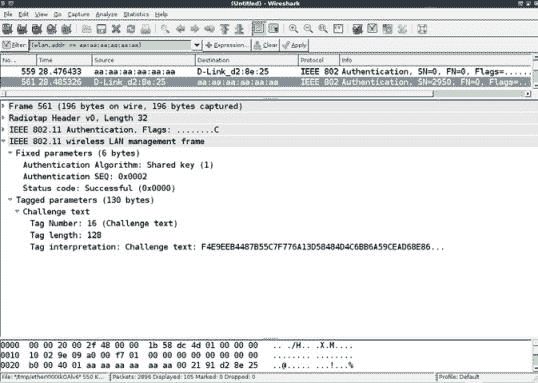 (Untitled) - Wireshark
File Edit View Go Capture Analyze Statistics Help
Filter: (wlan.addr == aa:aa:aa:aa:aa:aa) Expression... Clear Apply
No. . Time Source Destination Protocol Info
559 28.476433 aa:aa:aa:aa:aa:aa D-Link_d2:8e:25 IEEE 802 Authentication, SN=0, FN=0, Flags=......
561 28.485326 D-Link_d2:8e:25 aa:aa:aa:aa:aa:aa IEEE 802 Authentication, SN=2950, FN=0, Flags=...
Frame 561 (196 bytes on wire, 196 bytes captured)
Radiotap Header v0, Length 32
IEEE 802.11 Authentication, Flags: ........C
IEEE 802.11 wireless LAN management frame
Fixed parameters (6 bytes)
Authentication Algorithm: Shared key (1)
Authentication SEQ: 0x0002
Status code: Successful (0x0000)
Tagged parameters (130 bytes)
Challenge text
Tag Number: 16 (Challenge text)
Tag length: 128
Tag interpretation: Challenge text: F4E9EEB4487B55C7F776A13D58484D4C6BB6A59CEAD68E86...
0000 00 00 20 00 2f 48 00 00 1b 58 dc 4d 01 00 00 00 .. ./H.. .X.M....
0010 10 02 9e 09 a0 00 f7 01 00 00 00 00 00 00 00 00 ........ ........
0020 b0 00 40 01 aa aa aa aa aa aa 00 21 91 d2 8e 25 ..@..... ...!...%
Packets: 2896 Displayed: 105 Marked: 0 Dropped: 0
Profile: Default